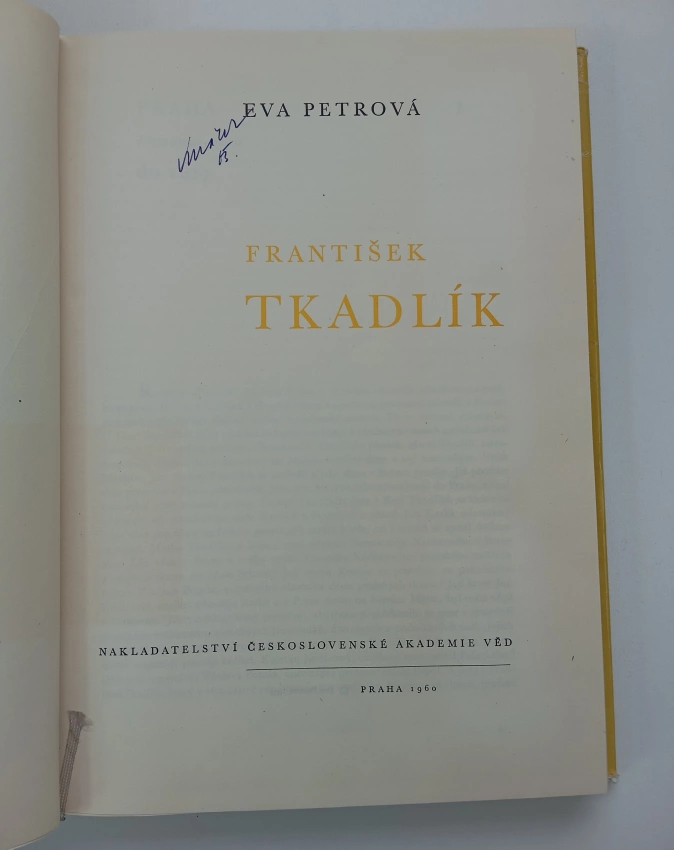 EVA PETROVÁ
FRANTIŠEK
TKADLÍK
NAKLADATELSTVÍ ČESKOSLOVENSKÉ AKADEMIE VĚD
PRAHA 1960